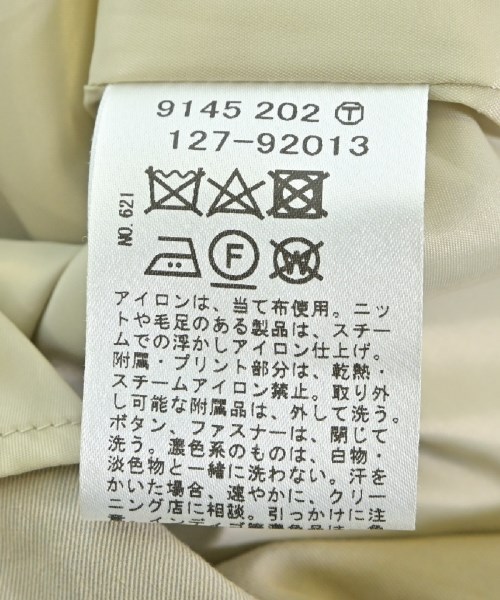 9145 202 Ⓣ
127-92013
NO. 621
F
W
アイロンは、当て布使用。ニッ
トや毛足のある製品は、スチー
ムでの浮かしアイロン仕上げ。
附属・プリント部分は、乾熱・
スチームアイロン禁止。取り外
し可能な附属品は、外して洗う。
ボタン、ファスナーは、閉じて
洗う。濃色系のものは、白物・
淡色物と一緒に洗わない。汗を
かいた場合、速やかに、クリー
ニング店に相談。引っかけに注